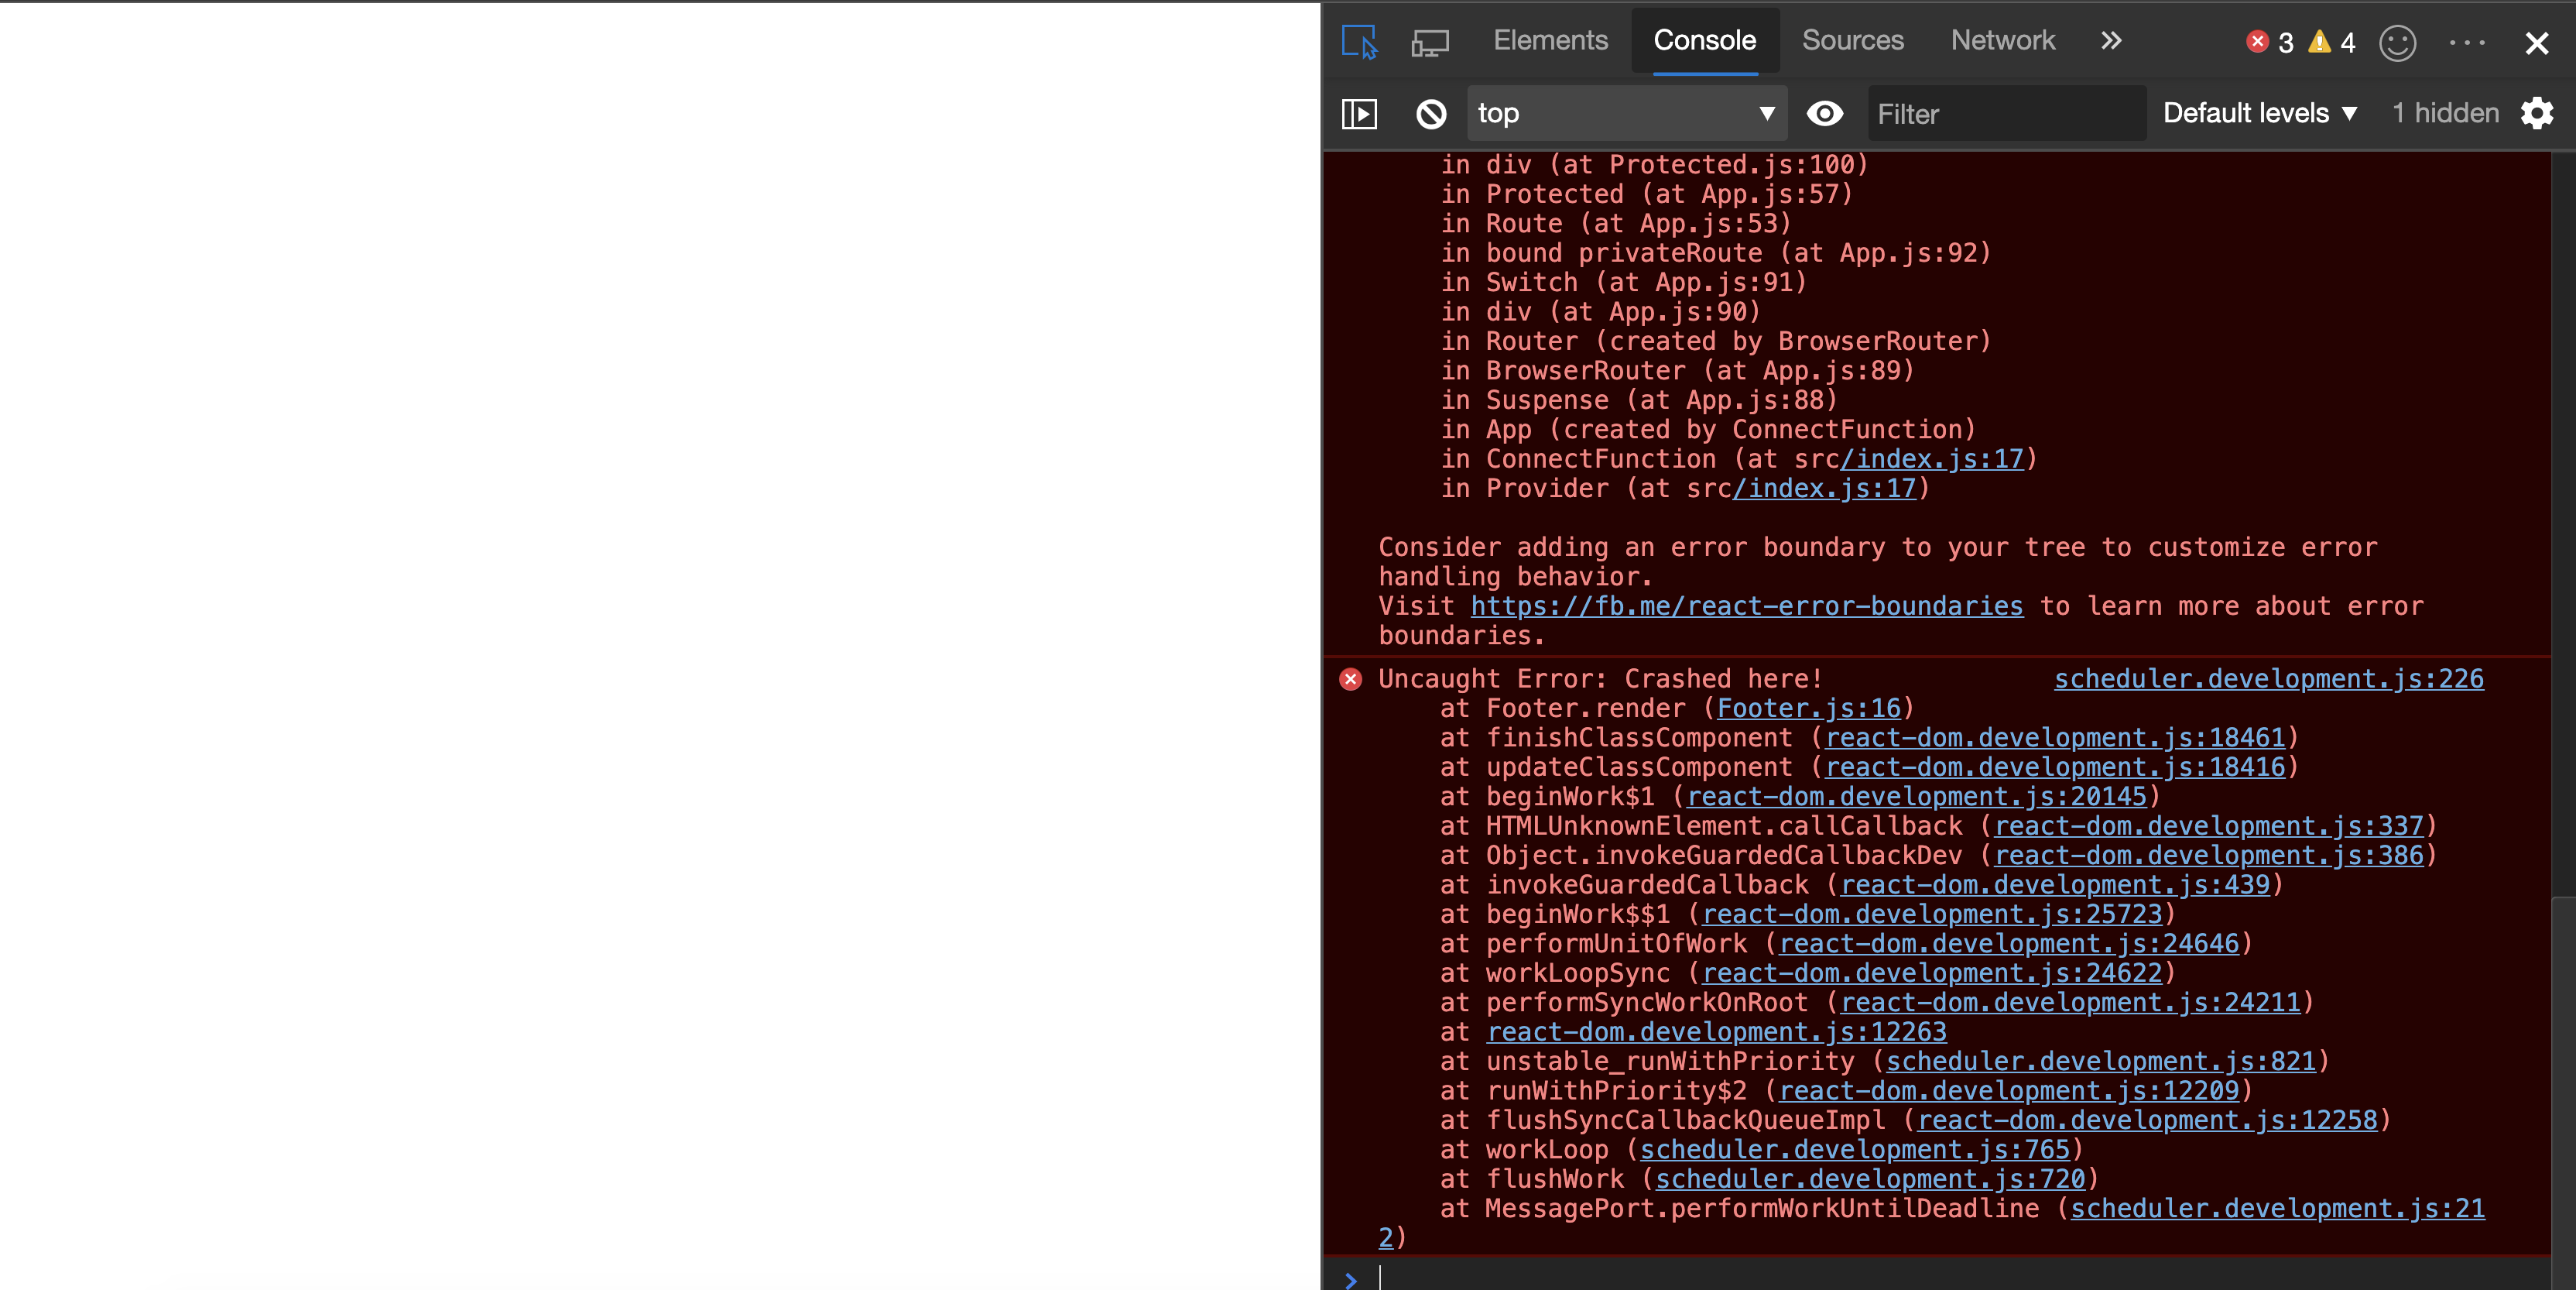 Elements Console Sources Network 3 4
top Filter Default levels 1 hidden
in div (at Protected.js:100)
in Protected (at App.js:57)
in Route (at App.js:53)
in bound privateRoute (at App.js:92)
in Switch (at App.js:91)
in div (at App.js:90)
in Router (created by BrowserRouter)
in BrowserRouter (at App.js:89)
in Suspense (at App.js:88)
in App (created by ConnectFunction)
in ConnectFunction (at src/index.js:17)
in Provider (at src/index.js:17)
Consider adding an error boundary to your tree to customize error
handling behavior.
Visit https://fb.me/react-error-boundaries to learn more about error
boundaries.
Uncaught Error: Crashed here! scheduler.development.js:226
at Footer.render (Footer.js:16)
at finishClassComponent (react-dom.development.js:18461)
at updateClassComponent (react-dom.development.js:18416)
at beginWork$1 (react-dom.development.js:20145)
at HTMLUnknownElement.callCallback (react-dom.development.js:337)
at Object.invokeGuardedCallbackDev (react-dom.development.js:386)
at invokeGuardedCallback (react-dom.development.js:439)
at beginWork$$1 (react-dom.development.js:25723)
at performUnitOfWork (react-dom.development.js:24646)
at workLoopSync (react-dom.development.js:24622)
at performSyncWorkOnRoot (react-dom.development.js:24211)
at react-dom.development.js:12263
at unstable_runWithPriority (scheduler.development.js:821)
at runWithPriority$2 (react-dom.development.js:12209)
at flushSyncCallbackQueueImpl (react-dom.development.js:12258)
at workLoop (scheduler.development.js:765)
at flushWork (scheduler.development.js:720)
at MessagePort.performWorkUntilDeadline (scheduler.development.js:21
2)